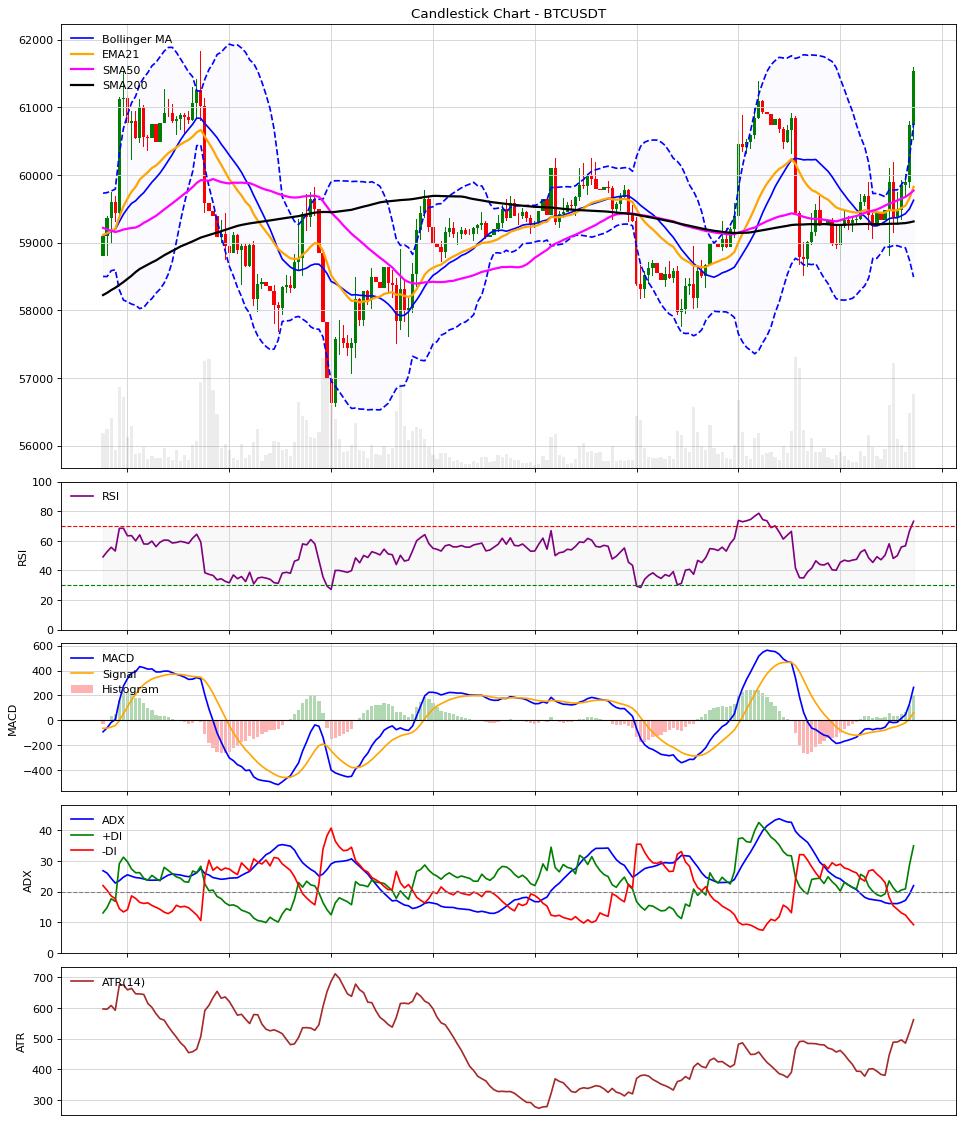 Candlestick Chart - BTCUSDT
62000
61000
60000
59000
58000
57000
56000
Bollinger MA
EMA21
SMA50
SMA200
100
80
60
40
20
0
RSI
RSI
600
400
200
0
−200
−400
MACD
MACD
Signal
Histogram
40
30
20
10
0
ADX
ADX
+DI
-DI
700
600
500
400
300
ATR
ATR(14)